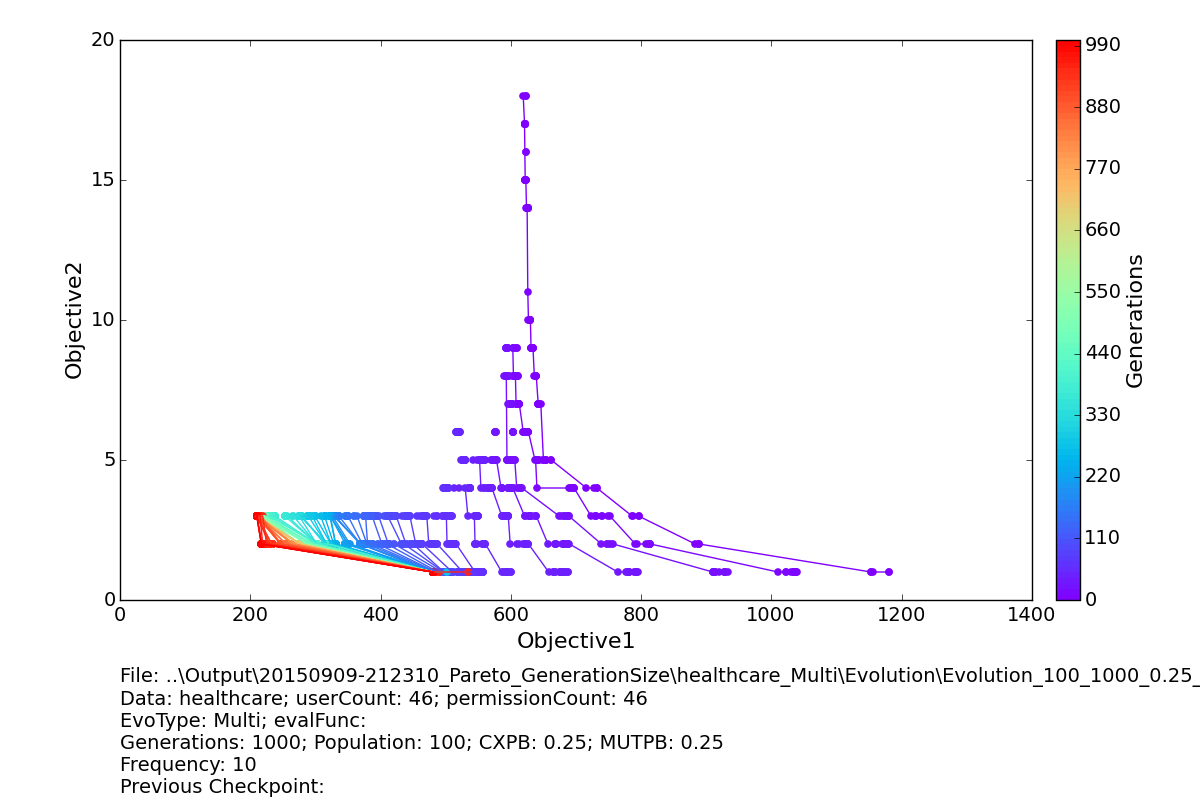 20
15
10
5
0
0
200
400
600
800
1000
1200
1400
Objective2
Objective1
990
880
770
660
550
440
330
220
110
0
Generations
File: ..\Output\20150909-212310_Pareto_GenerationSize\healthcare_Multi\Evolution\Evolution_100_1000_0.25_
Data: healthcare; userCount: 46; permissionCount: 46
EvoType: Multi; evalFunc:
Generations: 1000; Population: 100; CXPB: 0.25; MUTPB: 0.25
Frequency: 10
Previous Checkpoint: